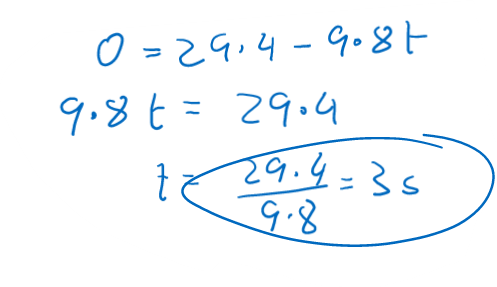 0 = 29.4 - 9.8t
9.8t = 29.4
t = 29.4/9.8 = 3s